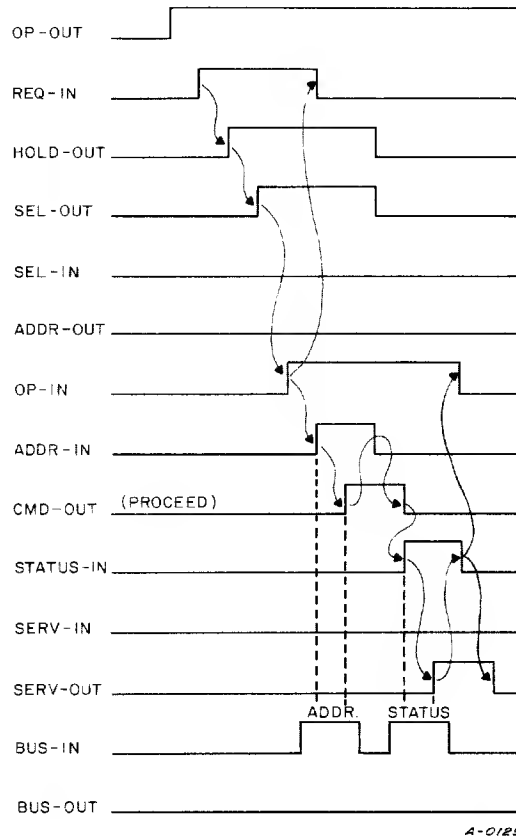 OP-OUT
REQ-IN
HOLD-OUT
SEL-OUT
SEL-IN
ADDR-OUT
OP-IN
ADDR-IN
CMD-OUT (PROCEED)
STATUS-IN
SERV-IN
SERV-OUT
ADDR. STATUS
BUS-IN
BUS-OUT